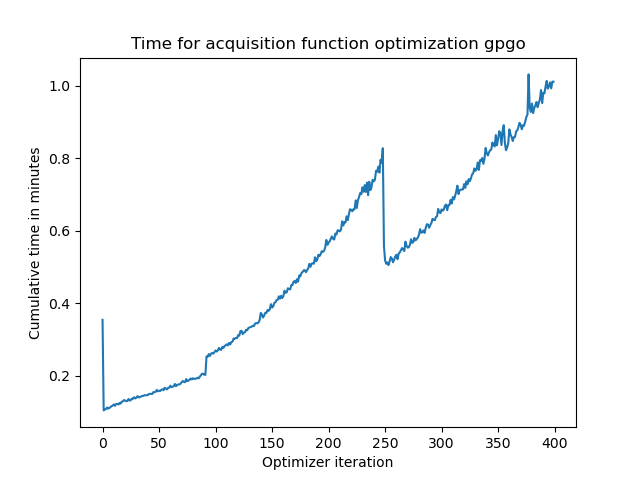 Time for acquisition function optimization gpgo
Cumulative time in minutes
1.0
0.8
0.6
0.4
0.2
0 50 100 150 200 250 300 350 400
Optimizer iteration